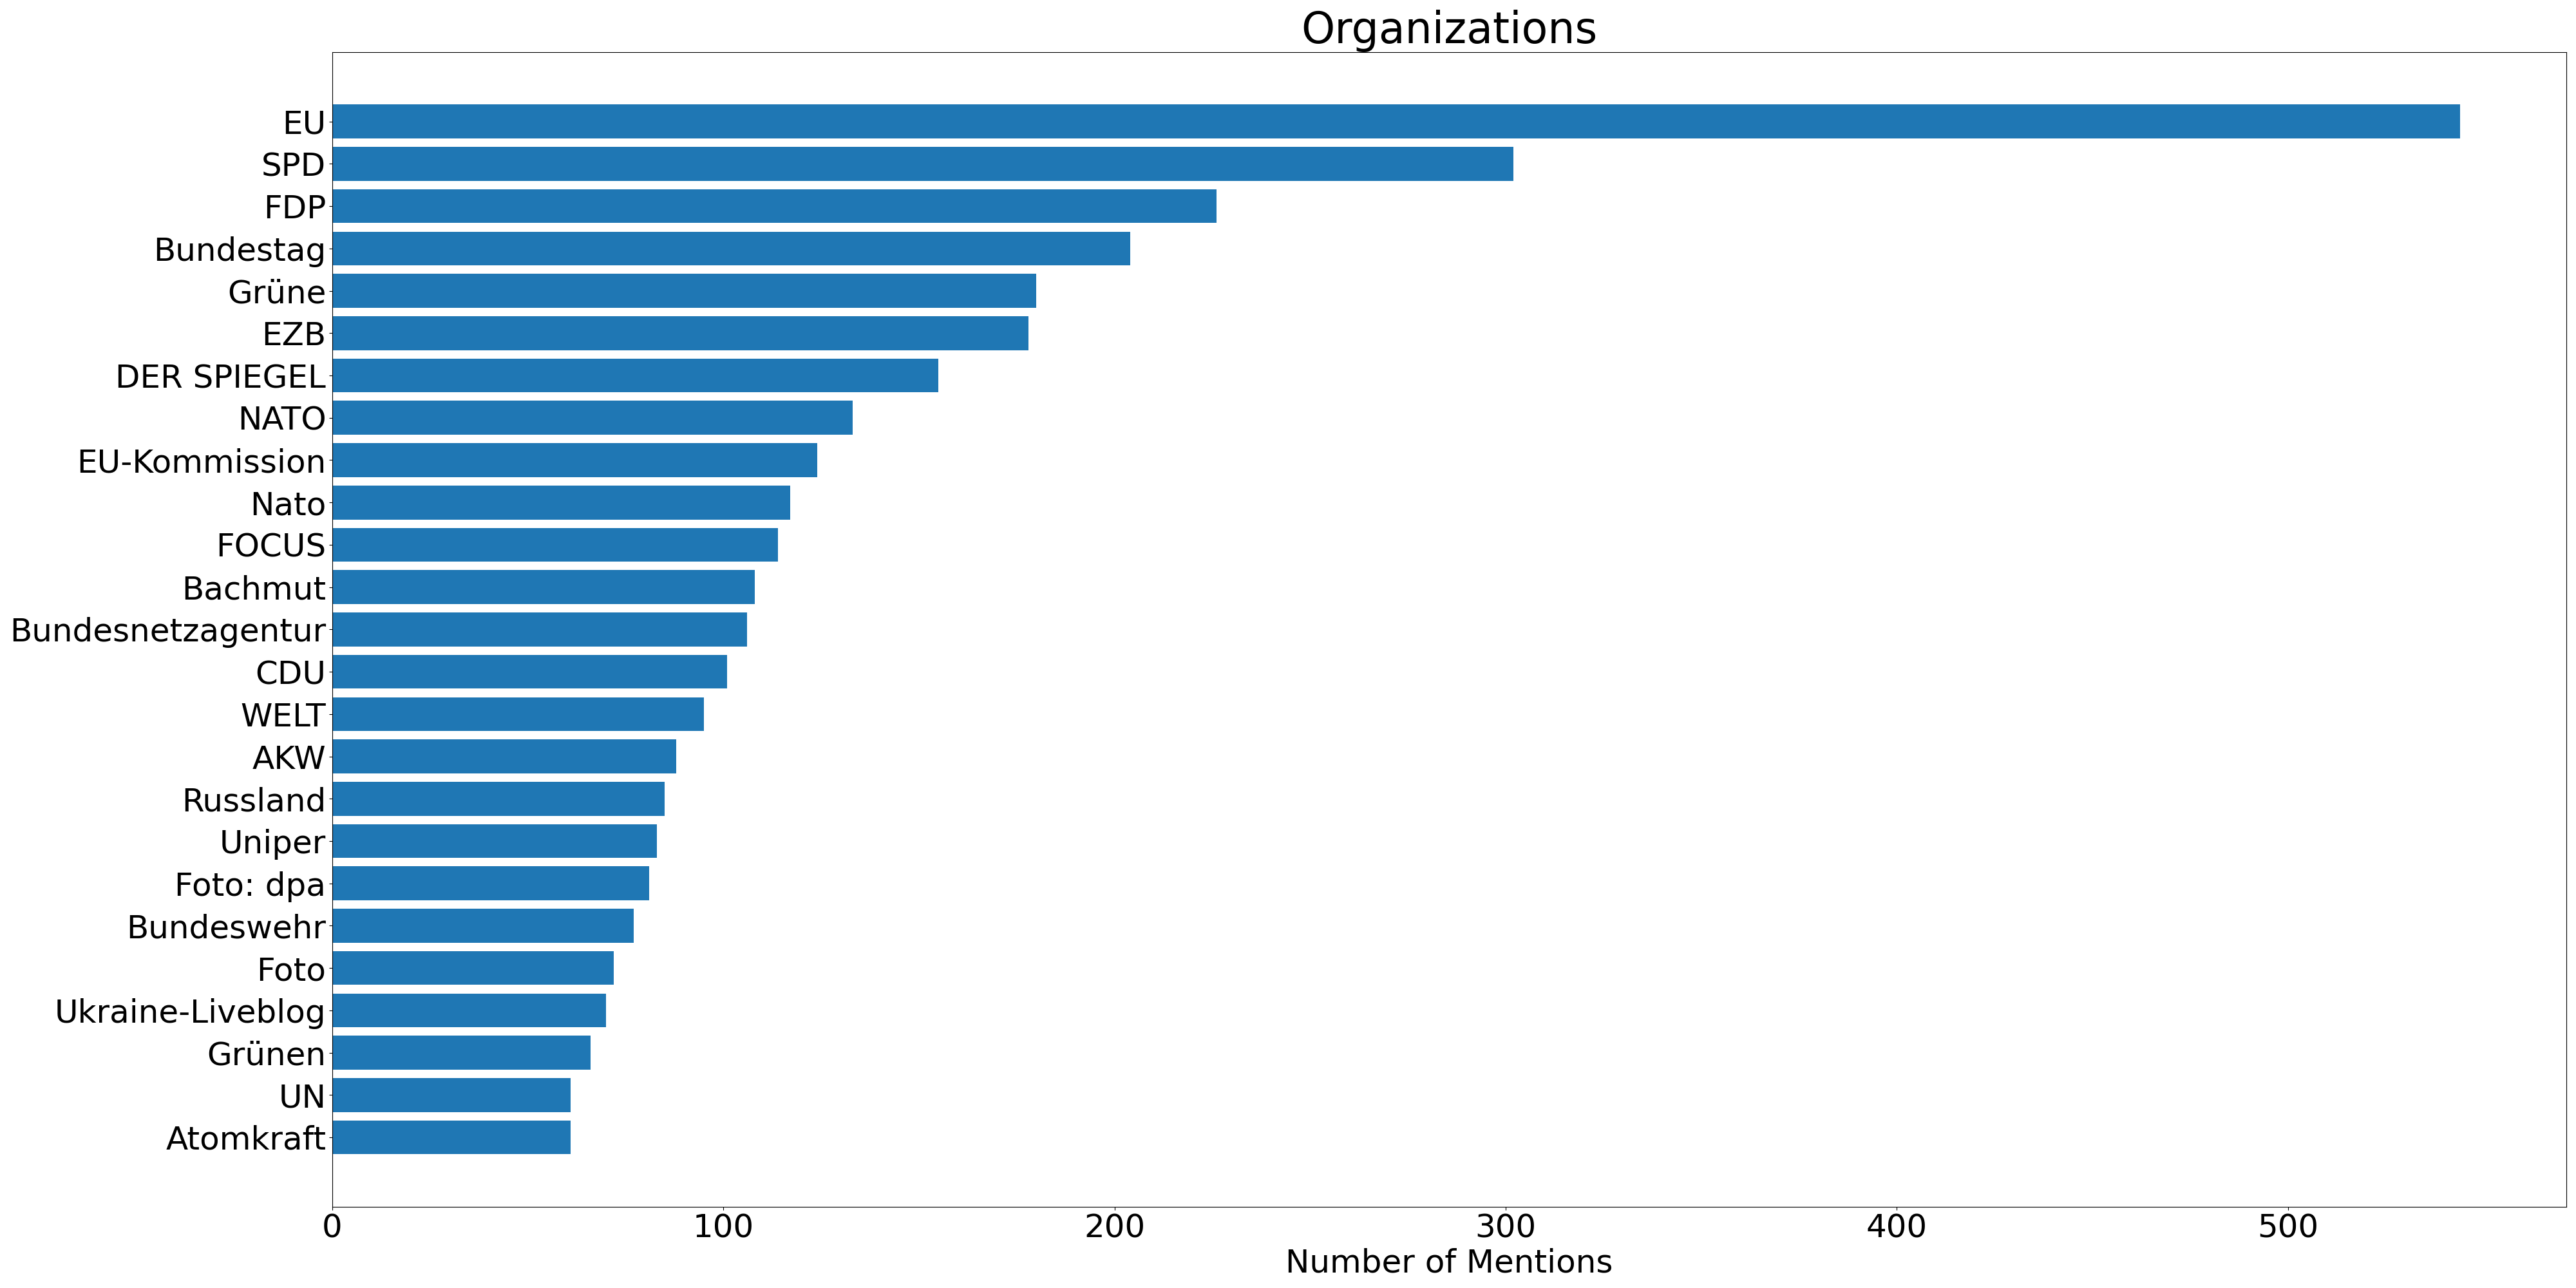 Organizations
EU
SPD
FDP
Bundestag
Grüne
EZB
DER SPIEGEL
NATO
EU-Kommission
Nato
FOCUS
Bachmut
Bundesnetzagentur
CDU
WELT
AKW
Russland
Uniper
Foto: dpa
Bundeswehr
Foto
Ukraine-Liveblog
Grünen
UN
Atomkraft
0 100 200 300 400 500
Number of Mentions